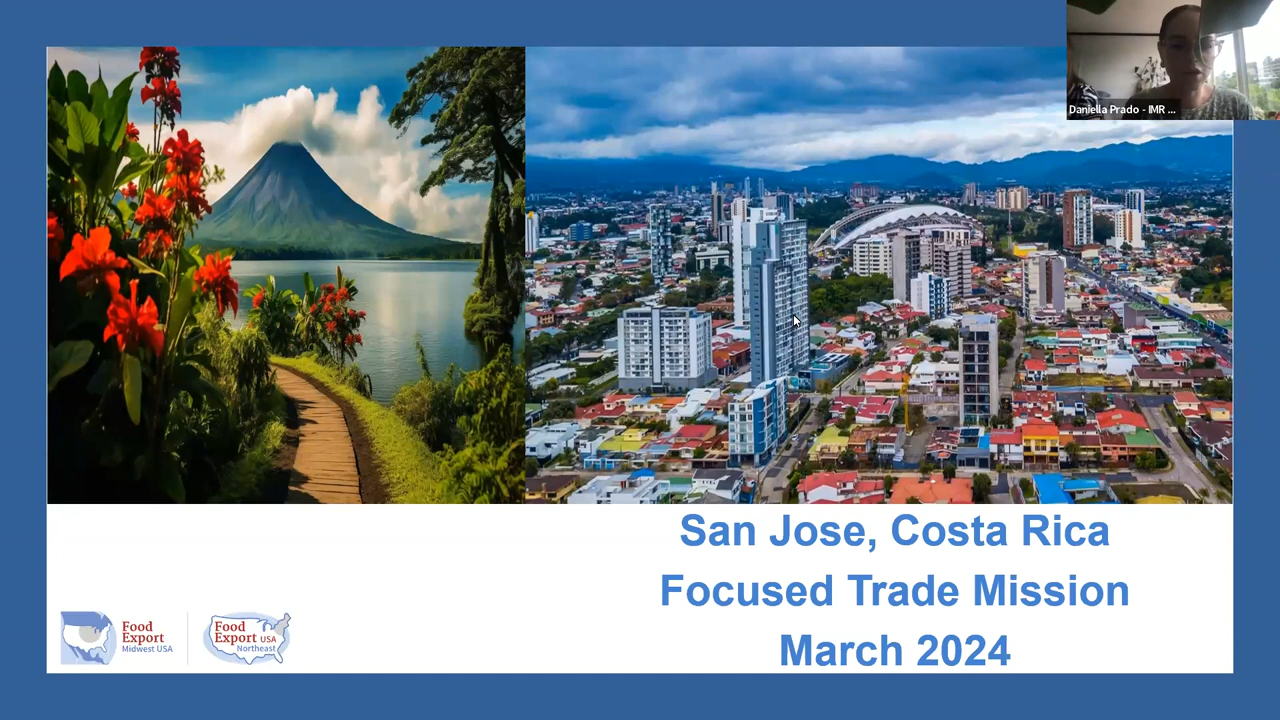 Daniella Prado - IMR ...
San Jose, Costa Rica
Focused Trade Mission
March 2024
Food
Export
Midwest USA
Food
Export USA
Northeast